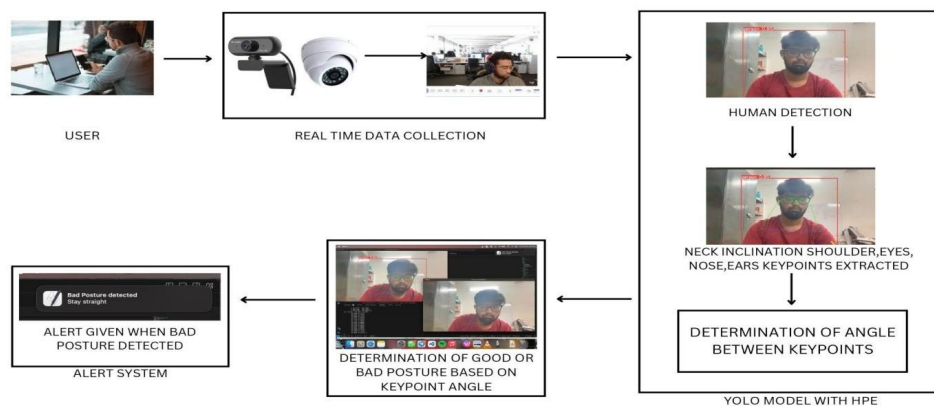 USER
REAL TIME DATA COLLECTION
HUMAN DETECTION
NECK INCLINATION SHOULDER,EYES,
NOSE,EARS KEYPOINTS EXTRACTED
DETERMINATION OF ANGLE
BETWEEN KEYPOINTS
YOLO MODEL WITH HPE
DETERMINATION OF GOOD OR
BAD POSTURE BASED ON
KEYPOINT ANGLE
Bad Posture detected
Stay straight
ALERT GIVEN WHEN BAD
POSTURE DETECTED
ALERT SYSTEM